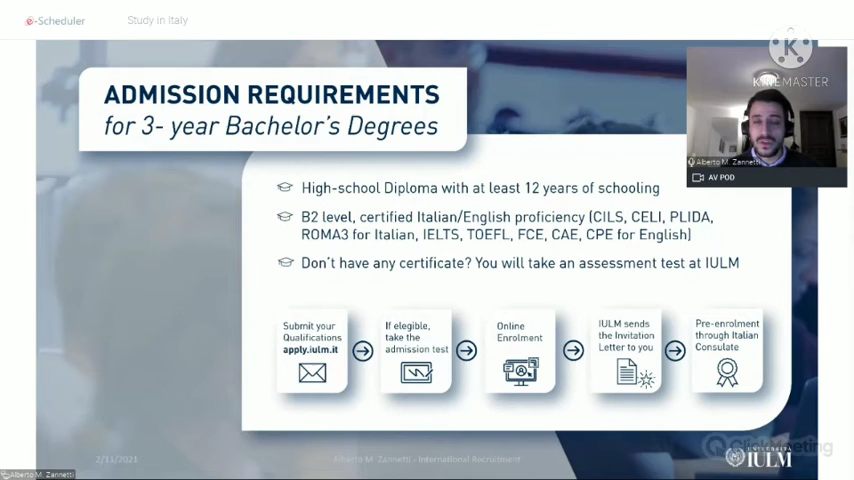 e-Scheduler
Study in Italy
K
KINEMASTER
ADMISSION REQUIREMENTS
for 3- year Bachelor's Degrees
Alberto M. Zannetti
AV POD
High-school Diploma with at least 12 years of schooling
B2 level, certified Italian/English proficiency (CILS, CELI, PLIDA,
ROMA3 for Italian, IELTS, TOEFL, FCE, CAE, CPE for English)
Don't have any certificate? You will take an assessment test at IULM
Submit your
Qualifications
apply.iulm.it
If elegible,
take the
admission test
Online
Enrolment
IULM sends
the Invitation
Letter to you
Pre-enrolment
through Italian
Consulate
2/11/2021
Alberto M. Zannetti - International Recruitment
ClickMeeting
UNIVERSITÀ
IULM
Alberto M. Zannetti